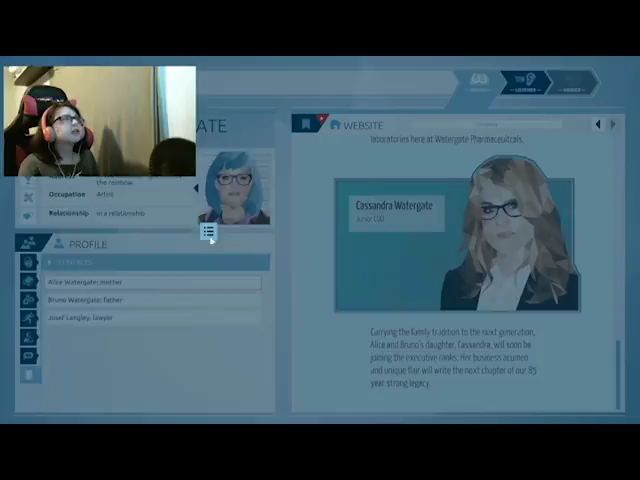 ATE
WEBSITE
laboratories here at Watergate Pharmaceuitcals.
the rainbow
Occupation Artist
Relationship in a relationship
Cassandra Watergate
Junior COO
PROFILE
Alice Watergate: mother
Bruno Watergate: father
Josef Langley: lawyer
Carrying the family tradition to the next generation,
Alice and Bruno's daughter, Cassandra, will soon be
joining the executive ranks. Her business acumen
and unique flair will write the next chapter of our 85
year strong legacy.